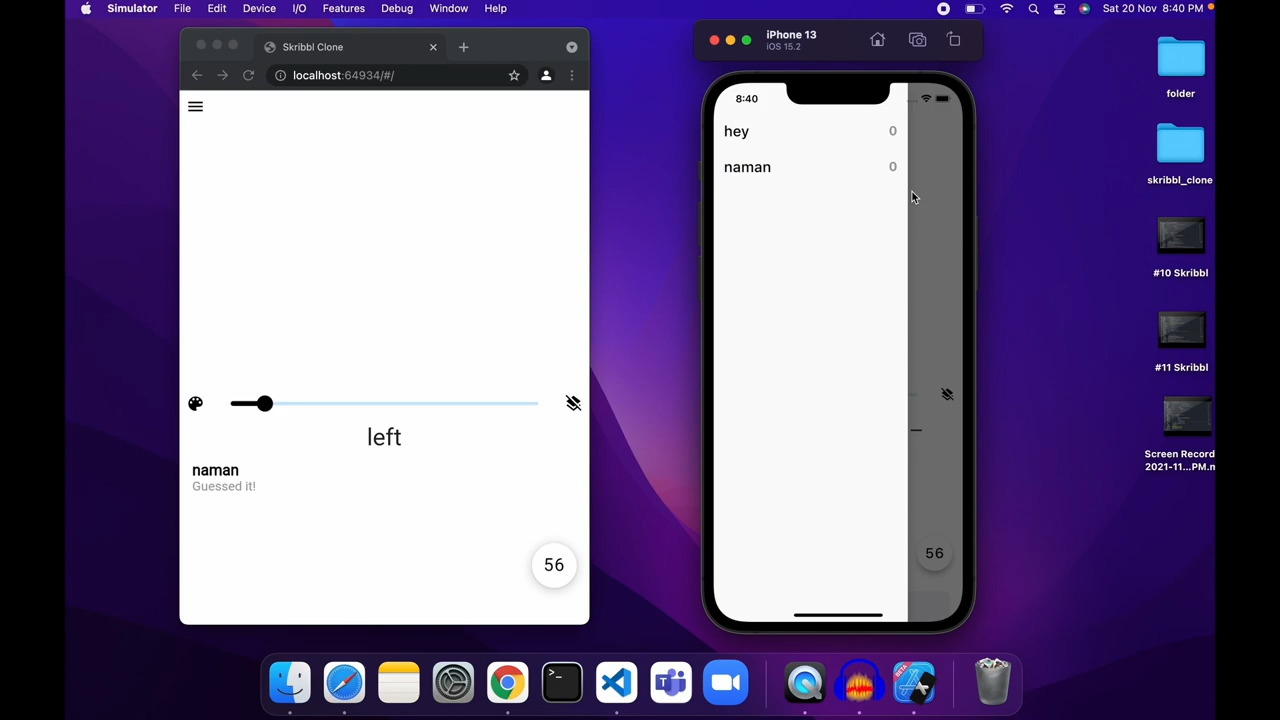 Simulator File Edit Device I/O Features Debug Window Help
Sat 20 Nov 8:40 PM
Skribbl Clone
localhost:64934/#/
left
naman
Guessed it!
56
iPhone 13
iOS 15.2
8:40
hey 0
naman 0
56
folder
skribbl_clone
#10 Skribbl
#11 Skribbl
Screen Record
2021-11...PM.m